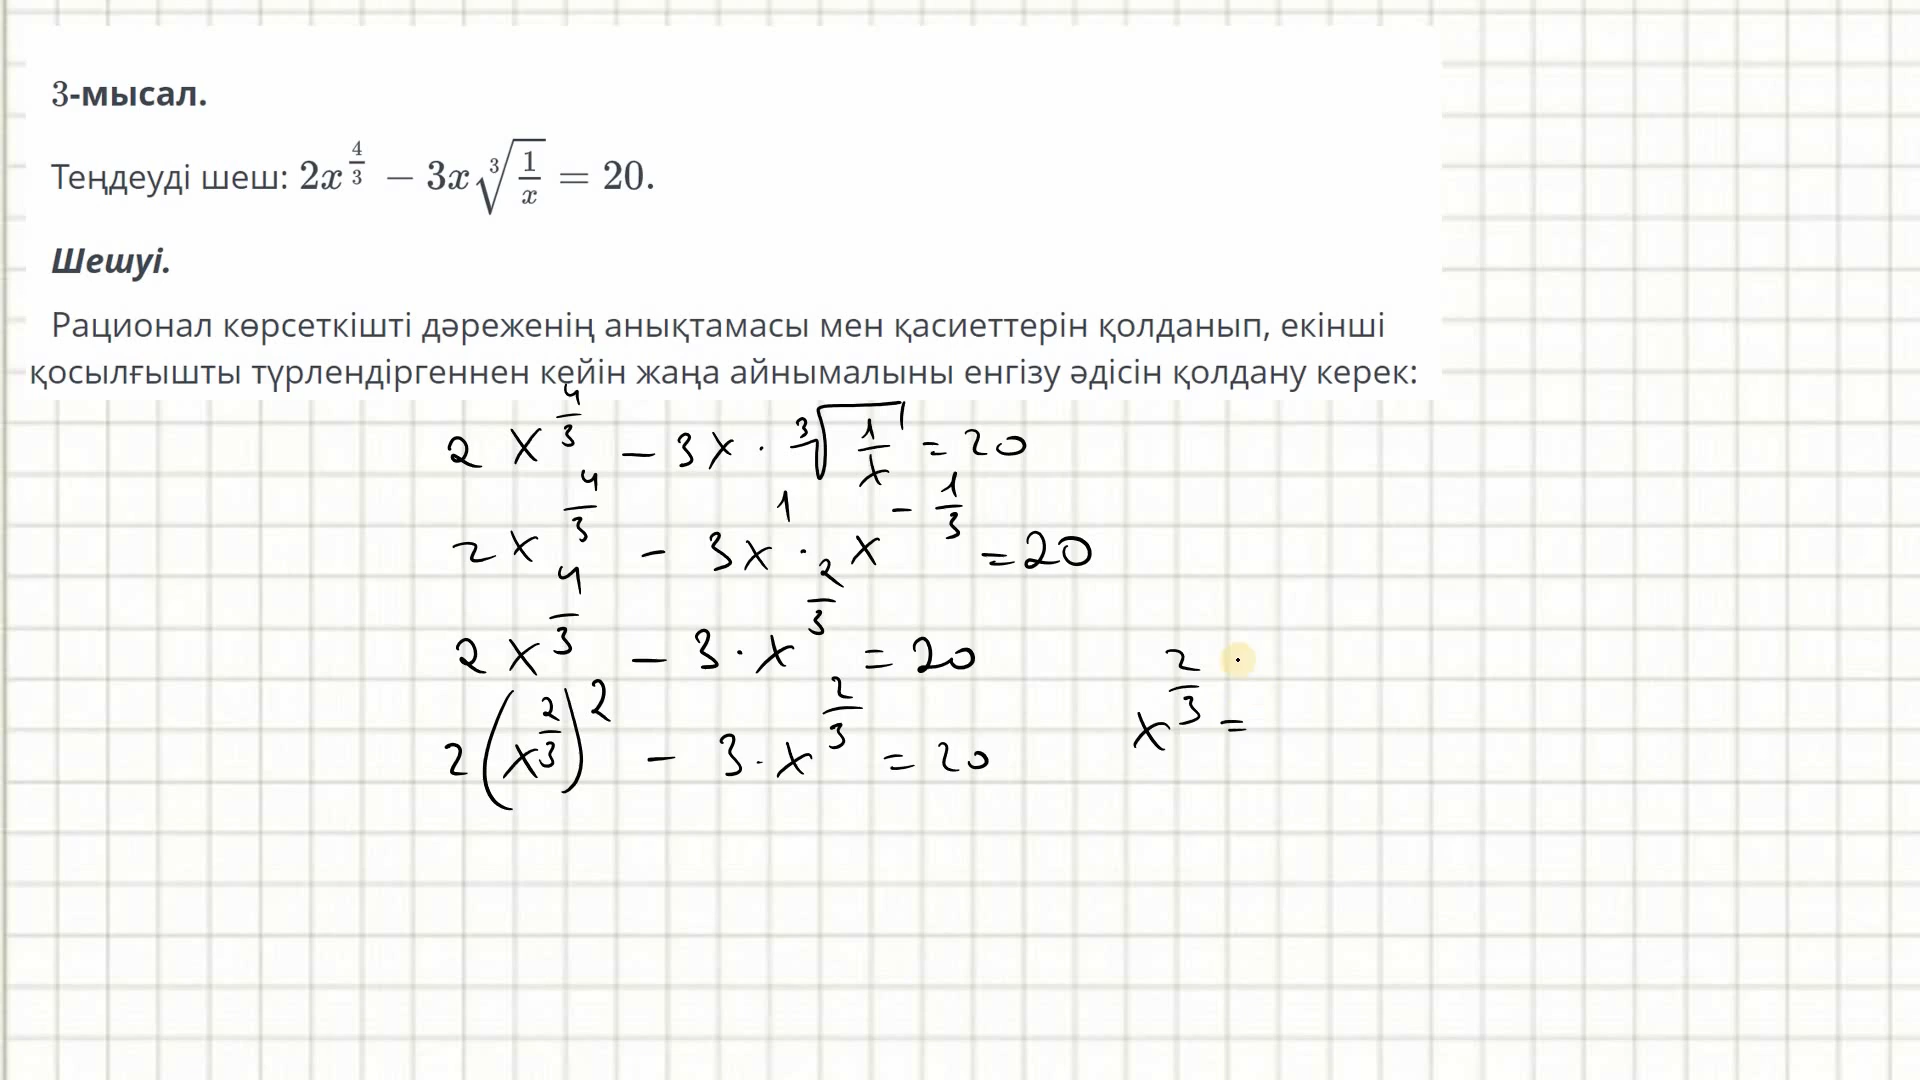 3-мысал.
Теңдеуді шеш: 2x^{4/3} − 3x∛(1/x) = 20.
Шешуі.
Рационал көрсеткішті дәреженің анықтамасы мен қасиеттерін қолданып, екінші
қосылғышты түрлендіргеннен кейін жаңа айнымалыны енгізу әдісін қолдану керек:
2x^{4/3} − 3x · ∛(1/x) = 20
2x^{4/3} − 3x^{1} · x^{−1/3} = 20
2x^{4/3} − 3 · x^{2/3} = 20
2(x^{2/3})^{2} − 3 · x^{2/3} = 20
x^{2/3} =